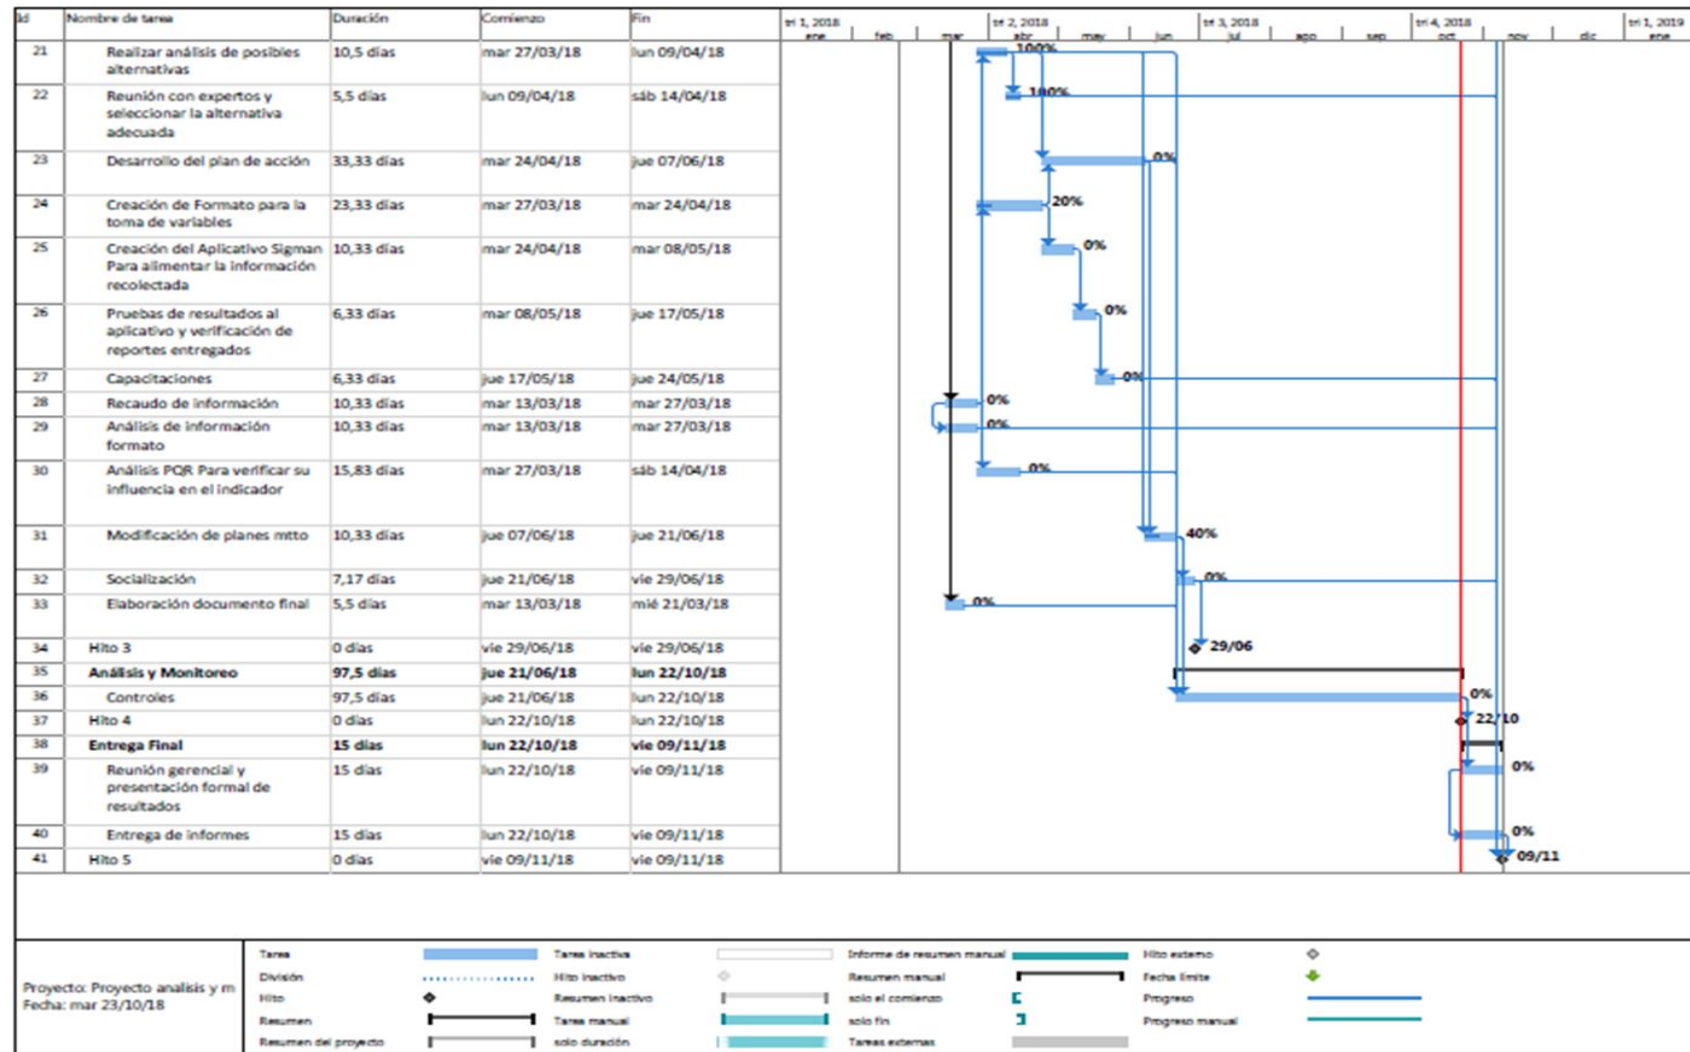 Id Nombre de tarea Duración Comienzo Fin
tri 1, 2018 tri 2, 2018 tri 3, 2018 tri 4, 2018 tri 1, 2019
ene feb mar abr may jun jul ago sep oct nov dic ene
21 Realizar análisis de posibles 10,5 días mar 27/03/18 lun 09/04/18 100%
alternativas
22 Reunión con expertos y 5,5 días lun 09/04/18 sáb 14/04/18 100%
seleccionar la alternativa
adecuada
23 Desarrollo del plan de acción 33,33 días mar 24/04/18 jue 07/06/18 0%
24 Creación de Formato para la 23,33 días mar 27/03/18 mar 24/04/18 20%
toma de variables
25 Creación del Aplicativo Sigman 10,33 días mar 24/04/18 mar 08/05/18 0%
Para alimentar la información
recolectada
26 Pruebas de resultados al 6,33 días mar 08/05/18 jue 17/05/18 0%
aplicativo y verificación de
reportes entregados
27 Capacitaciones 6,33 días jue 17/05/18 jue 24/05/18 0%
28 Recaudo de información 10,33 días mar 13/03/18 mar 27/03/18 0%
29 Análisis de información 10,33 días mar 13/03/18 mar 27/03/18 0%
formato
30 Análisis PQR Para verificar su 15,83 días mar 27/03/18 sáb 14/04/18 0%
influencia en el indicador
31 Modificación de planes mtto 10,33 días jue 07/06/18 jue 21/06/18 40%
32 Socialización 7,17 días jue 21/06/18 vie 29/06/18 0%
33 Elaboración documento final 5,5 días mar 13/03/18 mié 21/03/18 0%
34 Hito 3 0 días vie 29/06/18 vie 29/06/18 29/06
35 Análisis y Monitoreo 97,5 días jue 21/06/18 lun 22/10/18
36 Controles 97,5 días jue 21/06/18 lun 22/10/18 0%
37 Hito 4 0 días lun 22/10/18 lun 22/10/18 22/10
38 Entrega Final 15 días lun 22/10/18 vie 09/11/18
39 Reunión gerencial y 15 días lun 22/10/18 vie 09/11/18 0%
presentación formal de
resultados
40 Entrega de informes 15 días lun 22/10/18 vie 09/11/18 0%
41 Hito 5 0 días vie 09/11/18 vie 09/11/18 09/11
Proyecto: Proyecto analisis y m
Fecha: mar 23/10/18
Tarea Tarea inactiva Informe de resumen manual Hito externo
División Hito inactivo Resumen manual Fecha límite
Hito Resumen inactivo solo el comienzo Progreso
Resumen Tarea manual solo fin Progreso manual
Resumen del proyecto solo duración Tareas externas